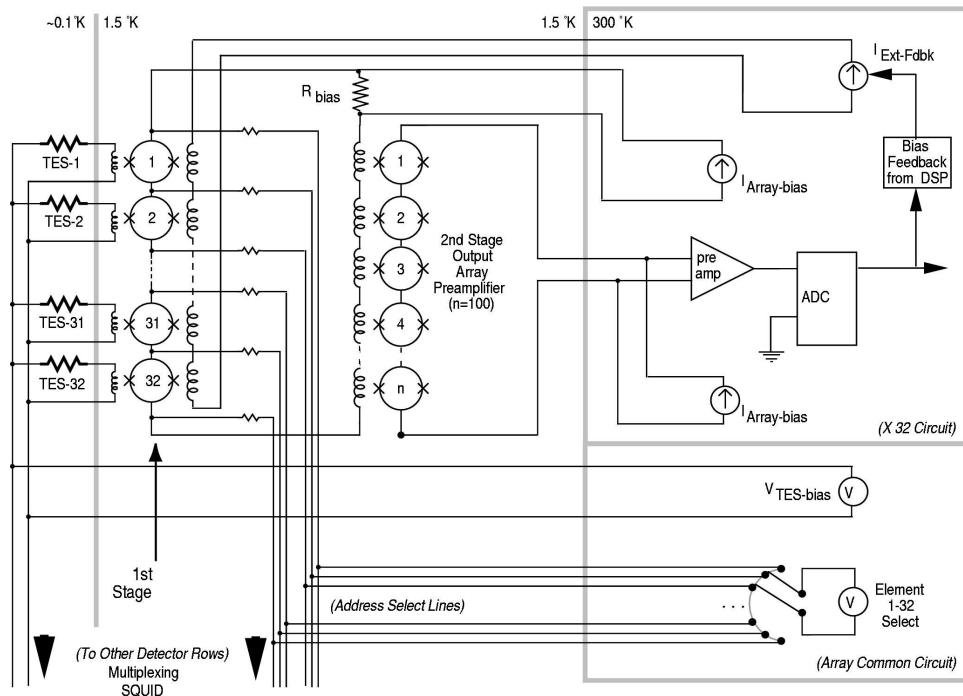 ~0.1°K 1.5 °K 1.5 °K 300 °K
I Ext-Fdbk
R bias
Bias
Feedback
from DSP
TES-1 1 1
I Array-bias
TES-2 2 2
2nd Stage
Output
Array
Preamplifier
(n=100)
3
pre
amp
ADC
TES-31 31 4
TES-32 32 n
I Array-bias
(X 32 Circuit)
V TES-bias V
1st
Stage
(Address Select Lines)
. . .
V
Element
1-32
Select
(To Other Detector Rows)
Multiplexing
SQUID
(Array Common Circuit)